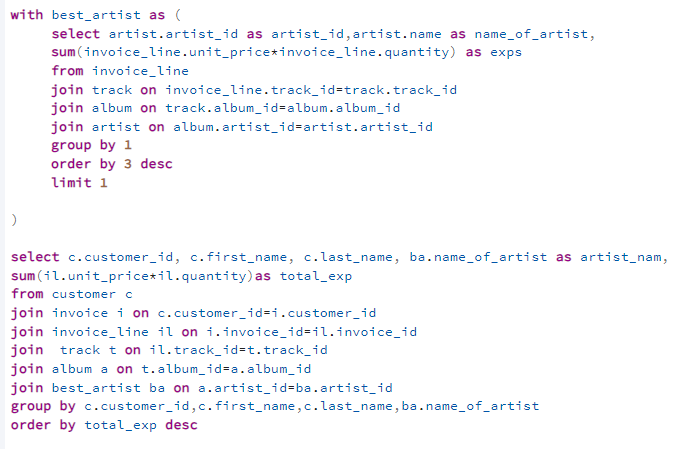 with best_artist as (
select artist.artist_id as artist_id,artist.name as name_of_artist,
sum(invoice_line.unit_price*invoice_line.quantity) as exps
from invoice_line
join track on invoice_line.track_id=track.track_id
join album on track.album_id=album.album_id
join artist on album.artist_id=artist.artist_id
group by 1
order by 3 desc
limit 1
)
select c.customer_id, c.first_name, c.last_name, ba.name_of_artist as artist_nam,
sum(il.unit_price*il.quantity)as total_exp
from customer c
join invoice i on c.customer_id=i.customer_id
join invoice_line il on i.invoice_id=il.invoice_id
join  track t on il.track_id=t.track_id
join album a on t.album_id=a.album_id
join best_artist ba on a.artist_id=ba.artist_id
group by c.customer_id,c.first_name,c.last_name,ba.name_of_artist
order by total_exp desc